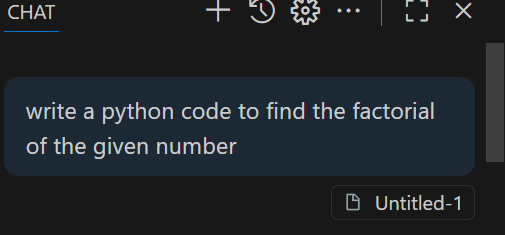 CHAT
write a python code to find the factorial
of the given number
Untitled-1